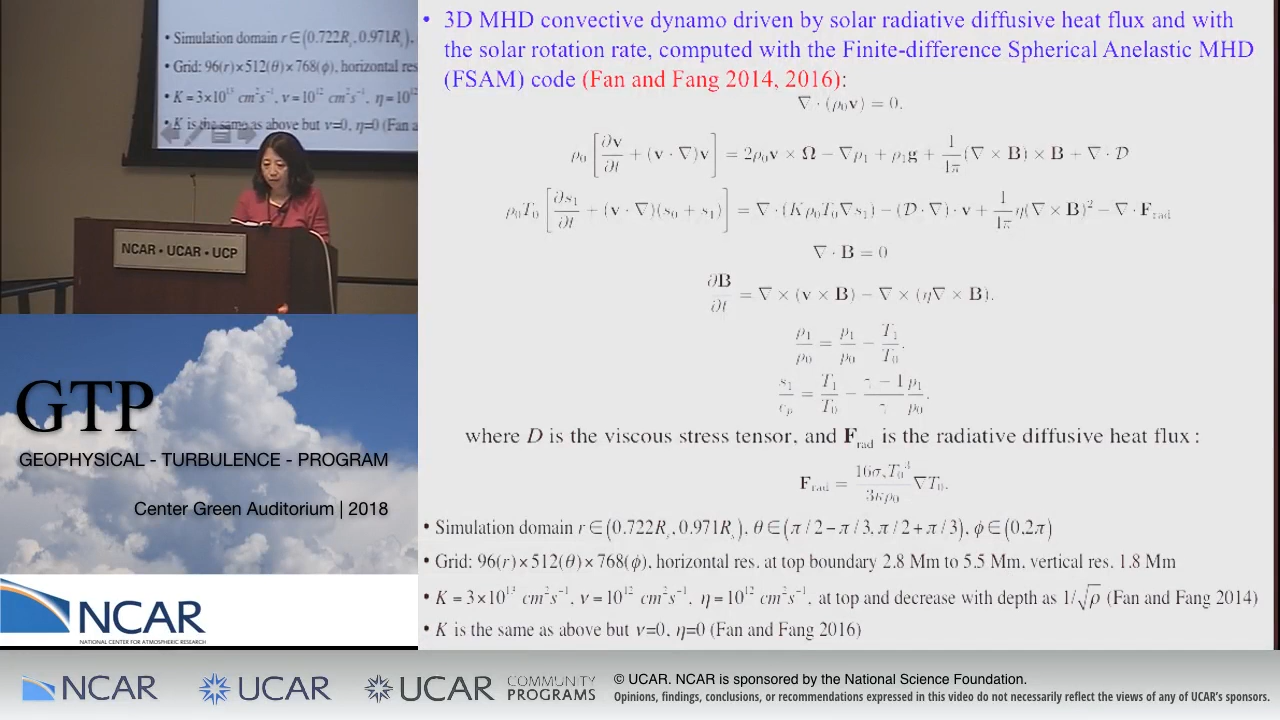 • Simulation domain r∈(0.722Rₛ,0.971Rₛ),
• Grid: 96(r)×512(θ)×768(ϕ), horizontal res
• K=3×10¹³ cm²s⁻¹, ν=10¹² cm²s⁻¹, η=10¹²
• K is the same as above but ν=0, η=0 (Fan a
NCAR • UCAR • UCP
GTP
GEOPHYSICAL - TURBULENCE - PROGRAM
Center Green Auditorium | 2018
NCAR
NATIONAL CENTER FOR ATMOSPHERIC RESEARCH
• 3D MHD convective dynamo driven by solar radiative diffusive heat flux and with
the solar rotation rate, computed with the Finite-difference Spherical Anelastic MHD
(FSAM) code (Fan and Fang 2014, 2016):
∇ · (ρ₀v) = 0.
ρ₀ [∂v/∂t + (v · ∇)v] = 2ρ₀v × Ω − ∇p₁ + ρ₁g + 1/4π (∇ × B) × B + ∇ · 𝒟
ρ₀T₀ [∂s₁/∂t + (v · ∇)(s₀ + s₁)] = ∇ · (Kρ₀T₀∇s₁) − (𝒟 · ∇) · v + 1/4π η(∇ × B)² − ∇ · F_rad
∇ · B = 0
∂B/∂t = ∇ × (v × B) − ∇ × (η∇ × B).
ρ₁/ρ₀ = p₁/p₀ − T₁/T₀.
s₁/cₚ = T₁/T₀ − (γ − 1)/γ p₁/p₀.
where D is the viscous stress tensor, and F_rad is the radiative diffusive heat flux :
F_rad = 16σₛT₀³/3κρ₀ ∇T₀.
• Simulation domain r∈(0.722Rₛ,0.971Rₛ), θ∈(π/2−π/3,π/2+π/3), ϕ∈(0,2π)
• Grid: 96(r)×512(θ)×768(ϕ), horizontal res. at top boundary 2.8 Mm to 5.5 Mm, vertical res. 1.8 Mm
• K=3×10¹³ cm²s⁻¹, ν=10¹² cm²s⁻¹, η=10¹² cm²s⁻¹, at top and decrease with depth as 1/√ρ (Fan and Fang 2014)
• K is the same as above but ν=0, η=0 (Fan and Fang 2016)
NCAR UCAR UCAR COMMUNITY PROGRAMS
© UCAR. NCAR is sponsored by the National Science Foundation.
Opinions, findings, conclusions, or recommendations expressed in this video do not necessarily reflect the views of any of UCAR's sponsors.